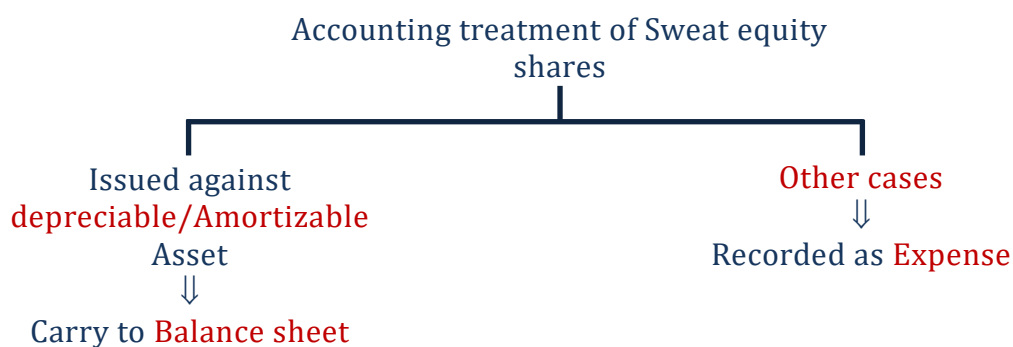 Accounting treatment of Sweat equity
shares
Issued against
depreciable/Amortizable
Asset
⇓
Carry to Balance sheet
Other cases
⇓
Recorded as Expense